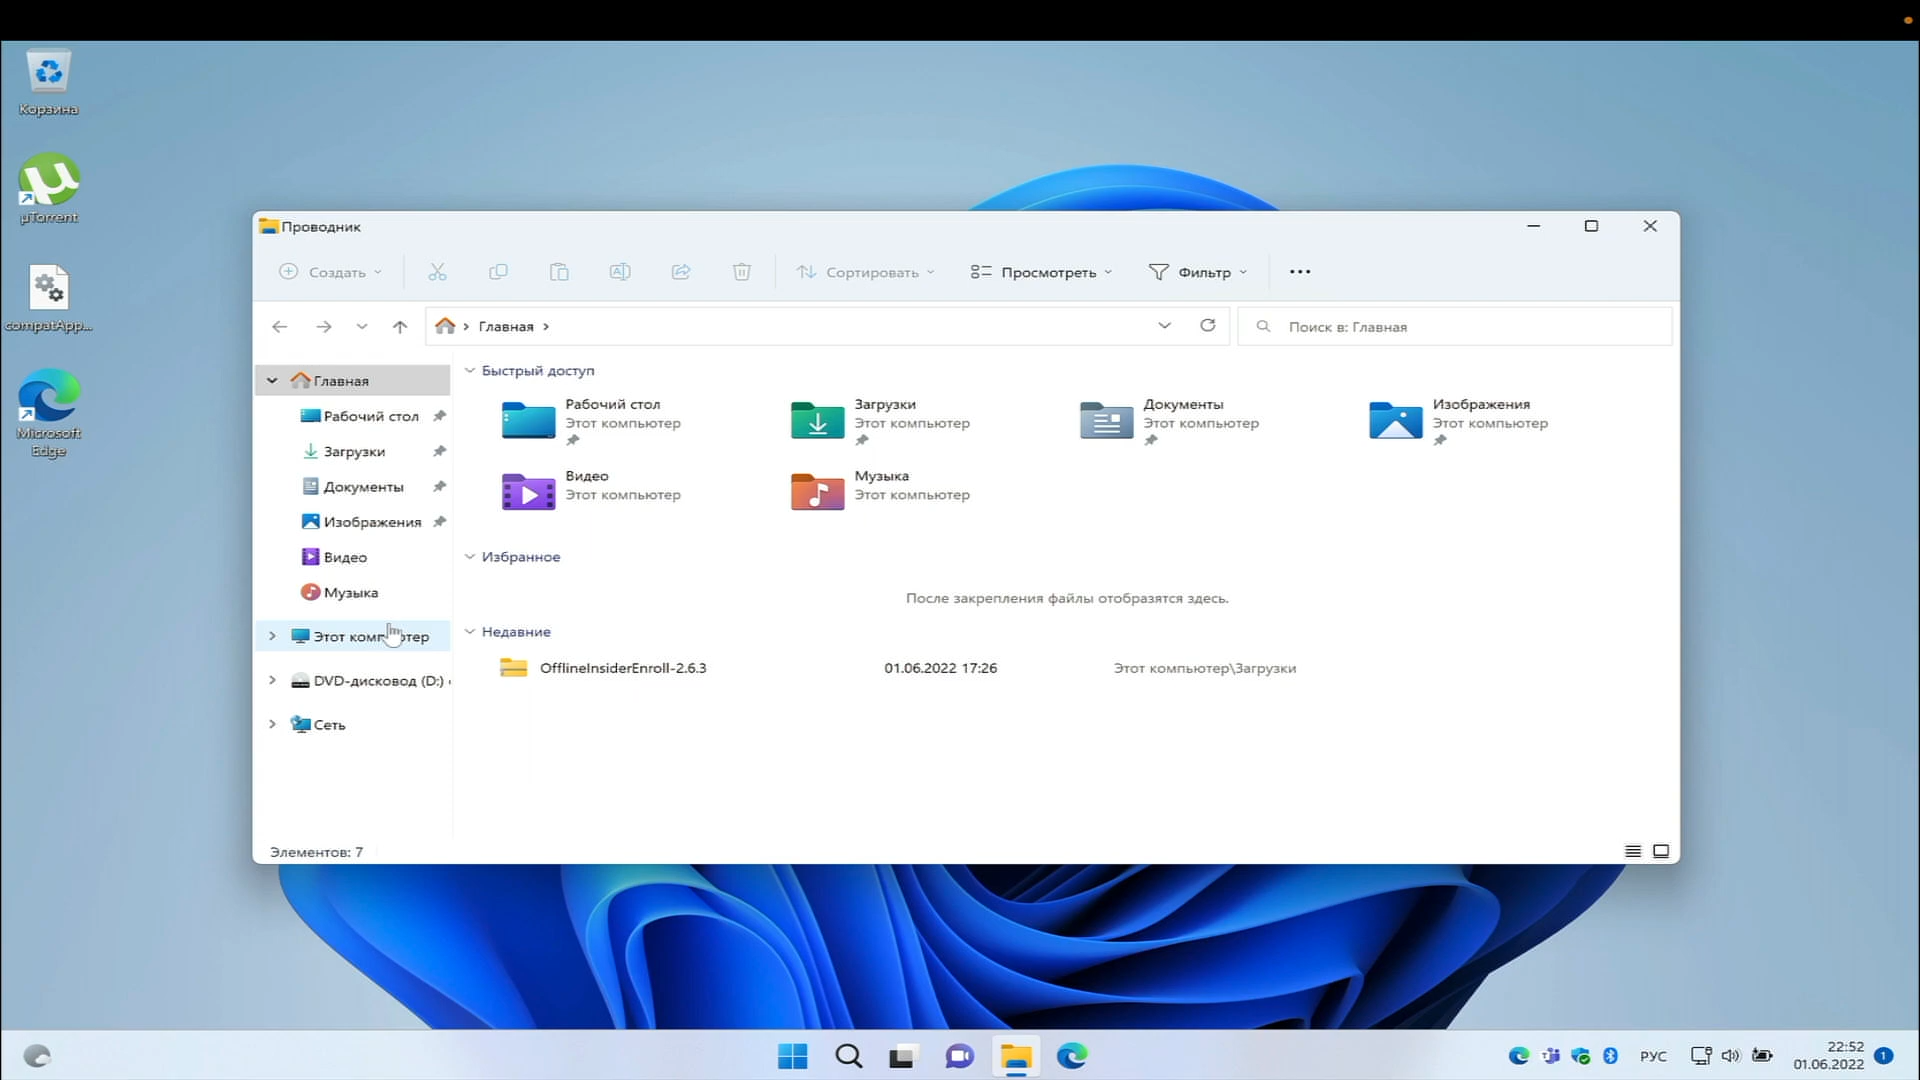 Корзина
µTorrent
compatApp...
Microsoft
Edge
Проводник
Создать
Сортировать
Просмотреть
Фильтр
Главная
Поиск в: Главная
Главная
Рабочий стол
Загрузки
Документы
Изображения
Видео
Музыка
Этот компьютер
DVD-дисковод (D:)
Сеть
Быстрый доступ
Рабочий стол
Этот компьютер
Загрузки
Этот компьютер
Документы
Этот компьютер
Изображения
Этот компьютер
Видео
Этот компьютер
Музыка
Этот компьютер
Избранное
После закрепления файлы отобразятся здесь.
Недавние
OfflineInsiderEnroll-2.6.3 01.06.2022 17:26 Этот компьютер\Загрузки
Элементов: 7
РУС
22:52
01.06.2022
1